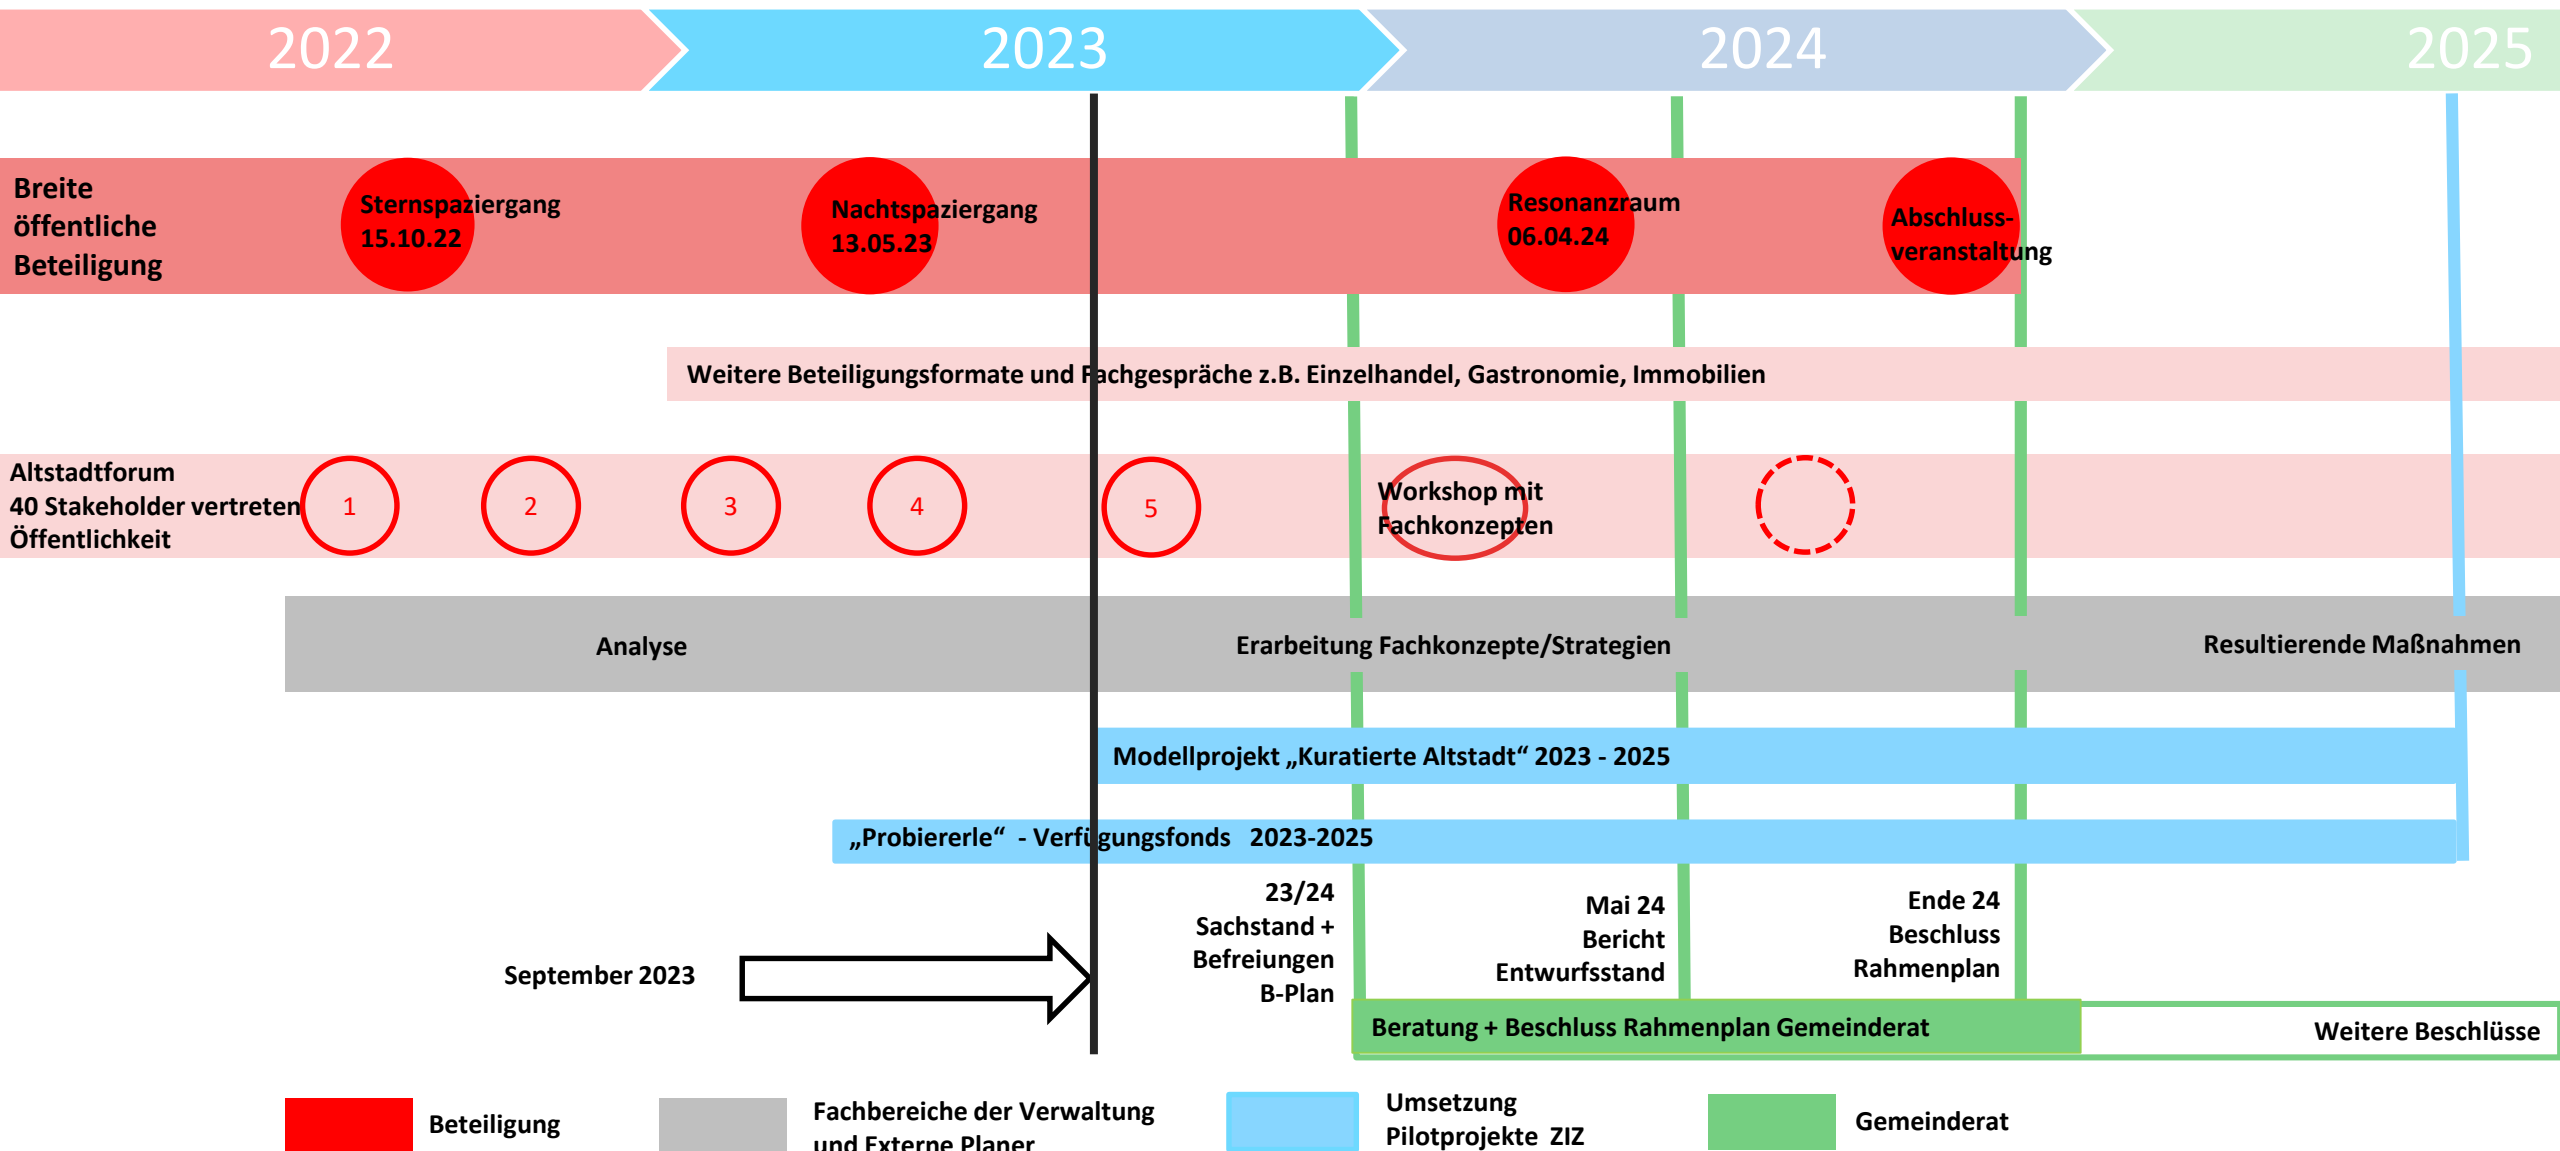 2022
2023
2024
2025
Breite
öffentliche
Beteiligung
Sternspaziergang
15.10.22
Nachtspaziergang
13.05.23
Resonanzraum
06.04.24
Abschluss-
veranstaltung
Weitere Beteiligungsformate und Fachgespräche z.B. Einzelhandel, Gastronomie, Immobilien
Altstadtforum
40 Stakeholder vertreten
Öffentlichkeit
1
2
3
4
5
Workshop mit
Fachkonzepten
Analyse
Erarbeitung Fachkonzepte/Strategien
Resultierende Maßnahmen
Modellprojekt „Kuratierte Altstadt“ 2023 - 2025
„Probiererle“ - Verfügungsfonds 2023-2025
September 2023
23/24
Sachstand +
Befreiungen
B-Plan
Mai 24
Bericht
Entwurfsstand
Ende 24
Beschluss
Rahmenplan
Beratung + Beschluss Rahmenplan Gemeinderat
Weitere Beschlüsse
Beteiligung
Fachbereiche der Verwaltung
und Externe Planer
Umsetzung
Pilotprojekte ZIZ
Gemeinderat